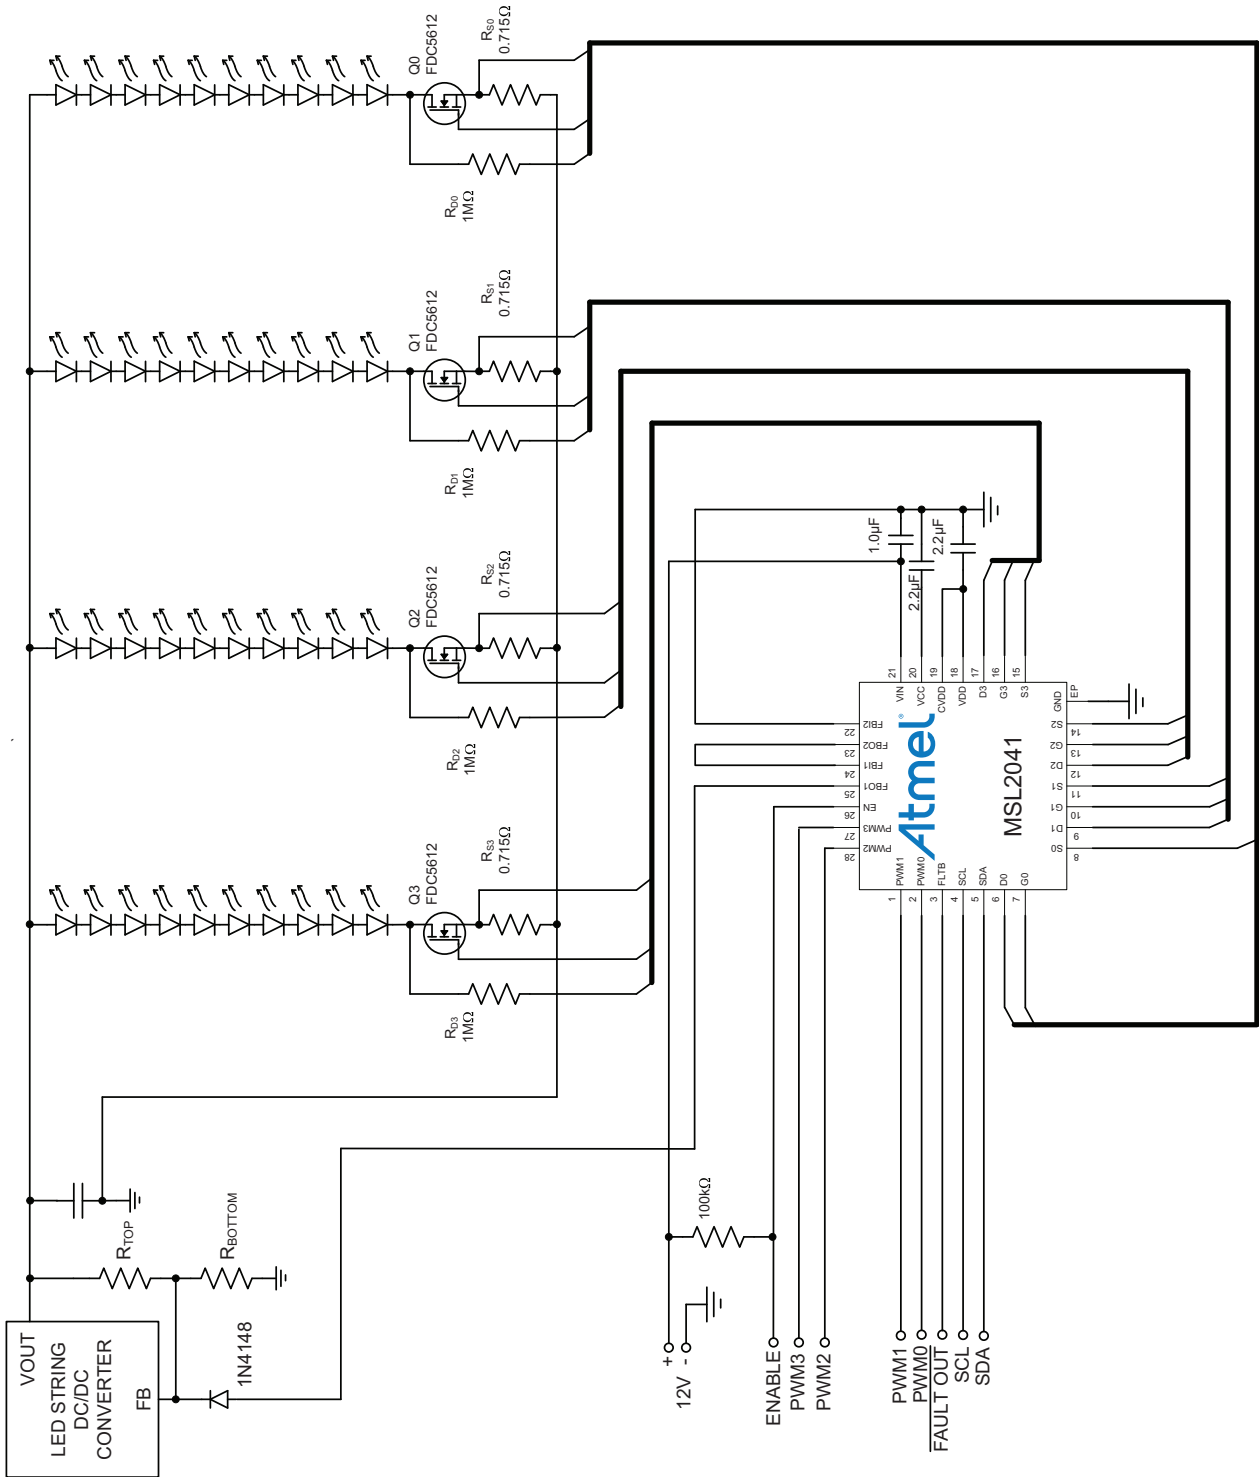 Q0
FDC5612
RS0
0.715Ω
RD0
1MΩ
Q1
FDC5612
RS1
0.715Ω
RD1
1MΩ
Q2
FDC5612
RS2
0.715Ω
RD2
1MΩ
Q3
FDC5612
RS3
0.715Ω
RD3
1MΩ
1.0µF
2.2µF
2.2µF
21
20
19
18
17
16
15
VIN
VCC
CVDD
VDD
D3
G3
S3
GND
EP
FBI2
22
FBO2
23
FBI1
24
FBO1
25
EN
26
PWM3
27
PWM2
28
S2
14
G2
13
D2
12
S1
11
G1
10
D1
9
S0
8
Atmel®
MSL2041
PWM1
PWM0
FLTB
SCL
SDA
D0
G0
1
2
3
4
5
6
7
RTOP
RBOTTOM
100kΩ
VOUT
LED STRING
DC/DC
CONVERTER
FB
1N4148
+
12V -
ENABLE
PWM3
PWM2
PWM1
PWM0
FAULT OUT
SCL
SDA